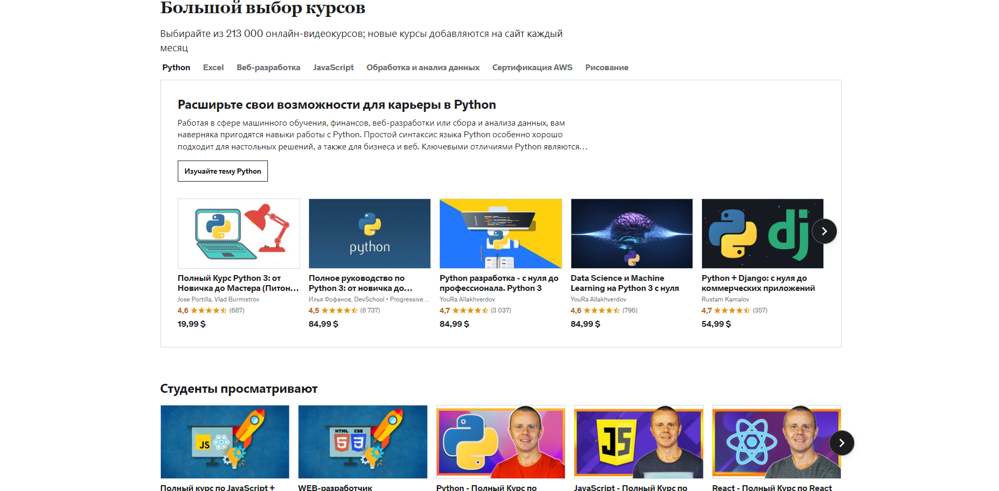 Большой выбор курсов
Выбирайте из 213 000 онлайн-видеокурсов; новые курсы добавляются на сайт каждый
месяц
Python Excel Веб-разработка JavaScript Обработка и анализ данных Сертификация AWS Рисование
Расширьте свои возможности для карьеры в Python
Работая в сфере машинного обучения, финансов, веб-разработки или сбора и анализа данных, вам
наверняка пригодятся навыки работы с Python. Простой синтаксис языка Python особенно хорошо
подходит для настольных решений, а также для бизнеса и веб. Ключевыми отличиями Python являются…
Изучайте тему Python
python
dj
Полный Курс Python 3: от
Новичка до Мастера (Питон…
Jose Portilla, Vlad Burmistrov
4,6 (687)
19,99 $
Полное руководство по
Python 3: от новичка до…
Илья Фофанов, DevSchool • Progressive…
4,5 (8 737)
84,99 $
Python разработка - с нуля до
профессионала. Python 3
YouRa Allakhverdov
4,7 (3 037)
84,99 $
Data Science и Machine
Learning на Python 3 с нуля
YouRa Allakhverdov
4,6 (796)
84,99 $
Python + Django: с нуля до
коммерческих приложений
Rustam Kamalov
4,7 (357)
54,99 $
Студенты просматривают
JS
HTML CSS
5 3
JS
Полный курс по JavaScript +
WEB-разработчик
Python - Полный Курс по
JavaScript - Полный Курс по
React - Полный Курс по React